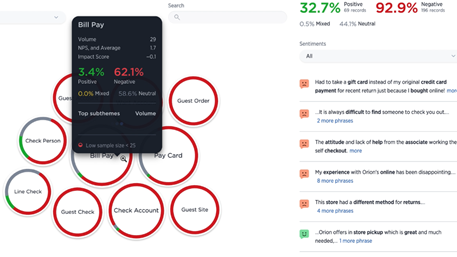 Search
Bill Pay
Volume 29
NPS, and Average 1.7
Impact Score −0.1
3.4% 62.1%
Positive Negative
0.0% Mixed 58.6% Neutral
Top subthemes Volume
Low sample size < 25
Guest Order
Check Person
Bill Pay
Pay Card
Line Check
Guest Check
Check Account
Guest Site
32.7% Positive 69 records 92.9% Negative 196 records
0.5% Mixed 44.1% Neutral
Sentiments
All
Had to take a gift card instead of my original credit card
payment for recent return just because I bought online!
...it is always difficult to find someone to check you out...
2 more phrases
The attitude and lack of help from the associate working the
self checkout. more
My experience with Orion's online has been disappointing...
8 more phrases
This store had a different method for returns...
4 more phrases
...Orion offers in store pickup which is great and much
needed,... 1 more phrase